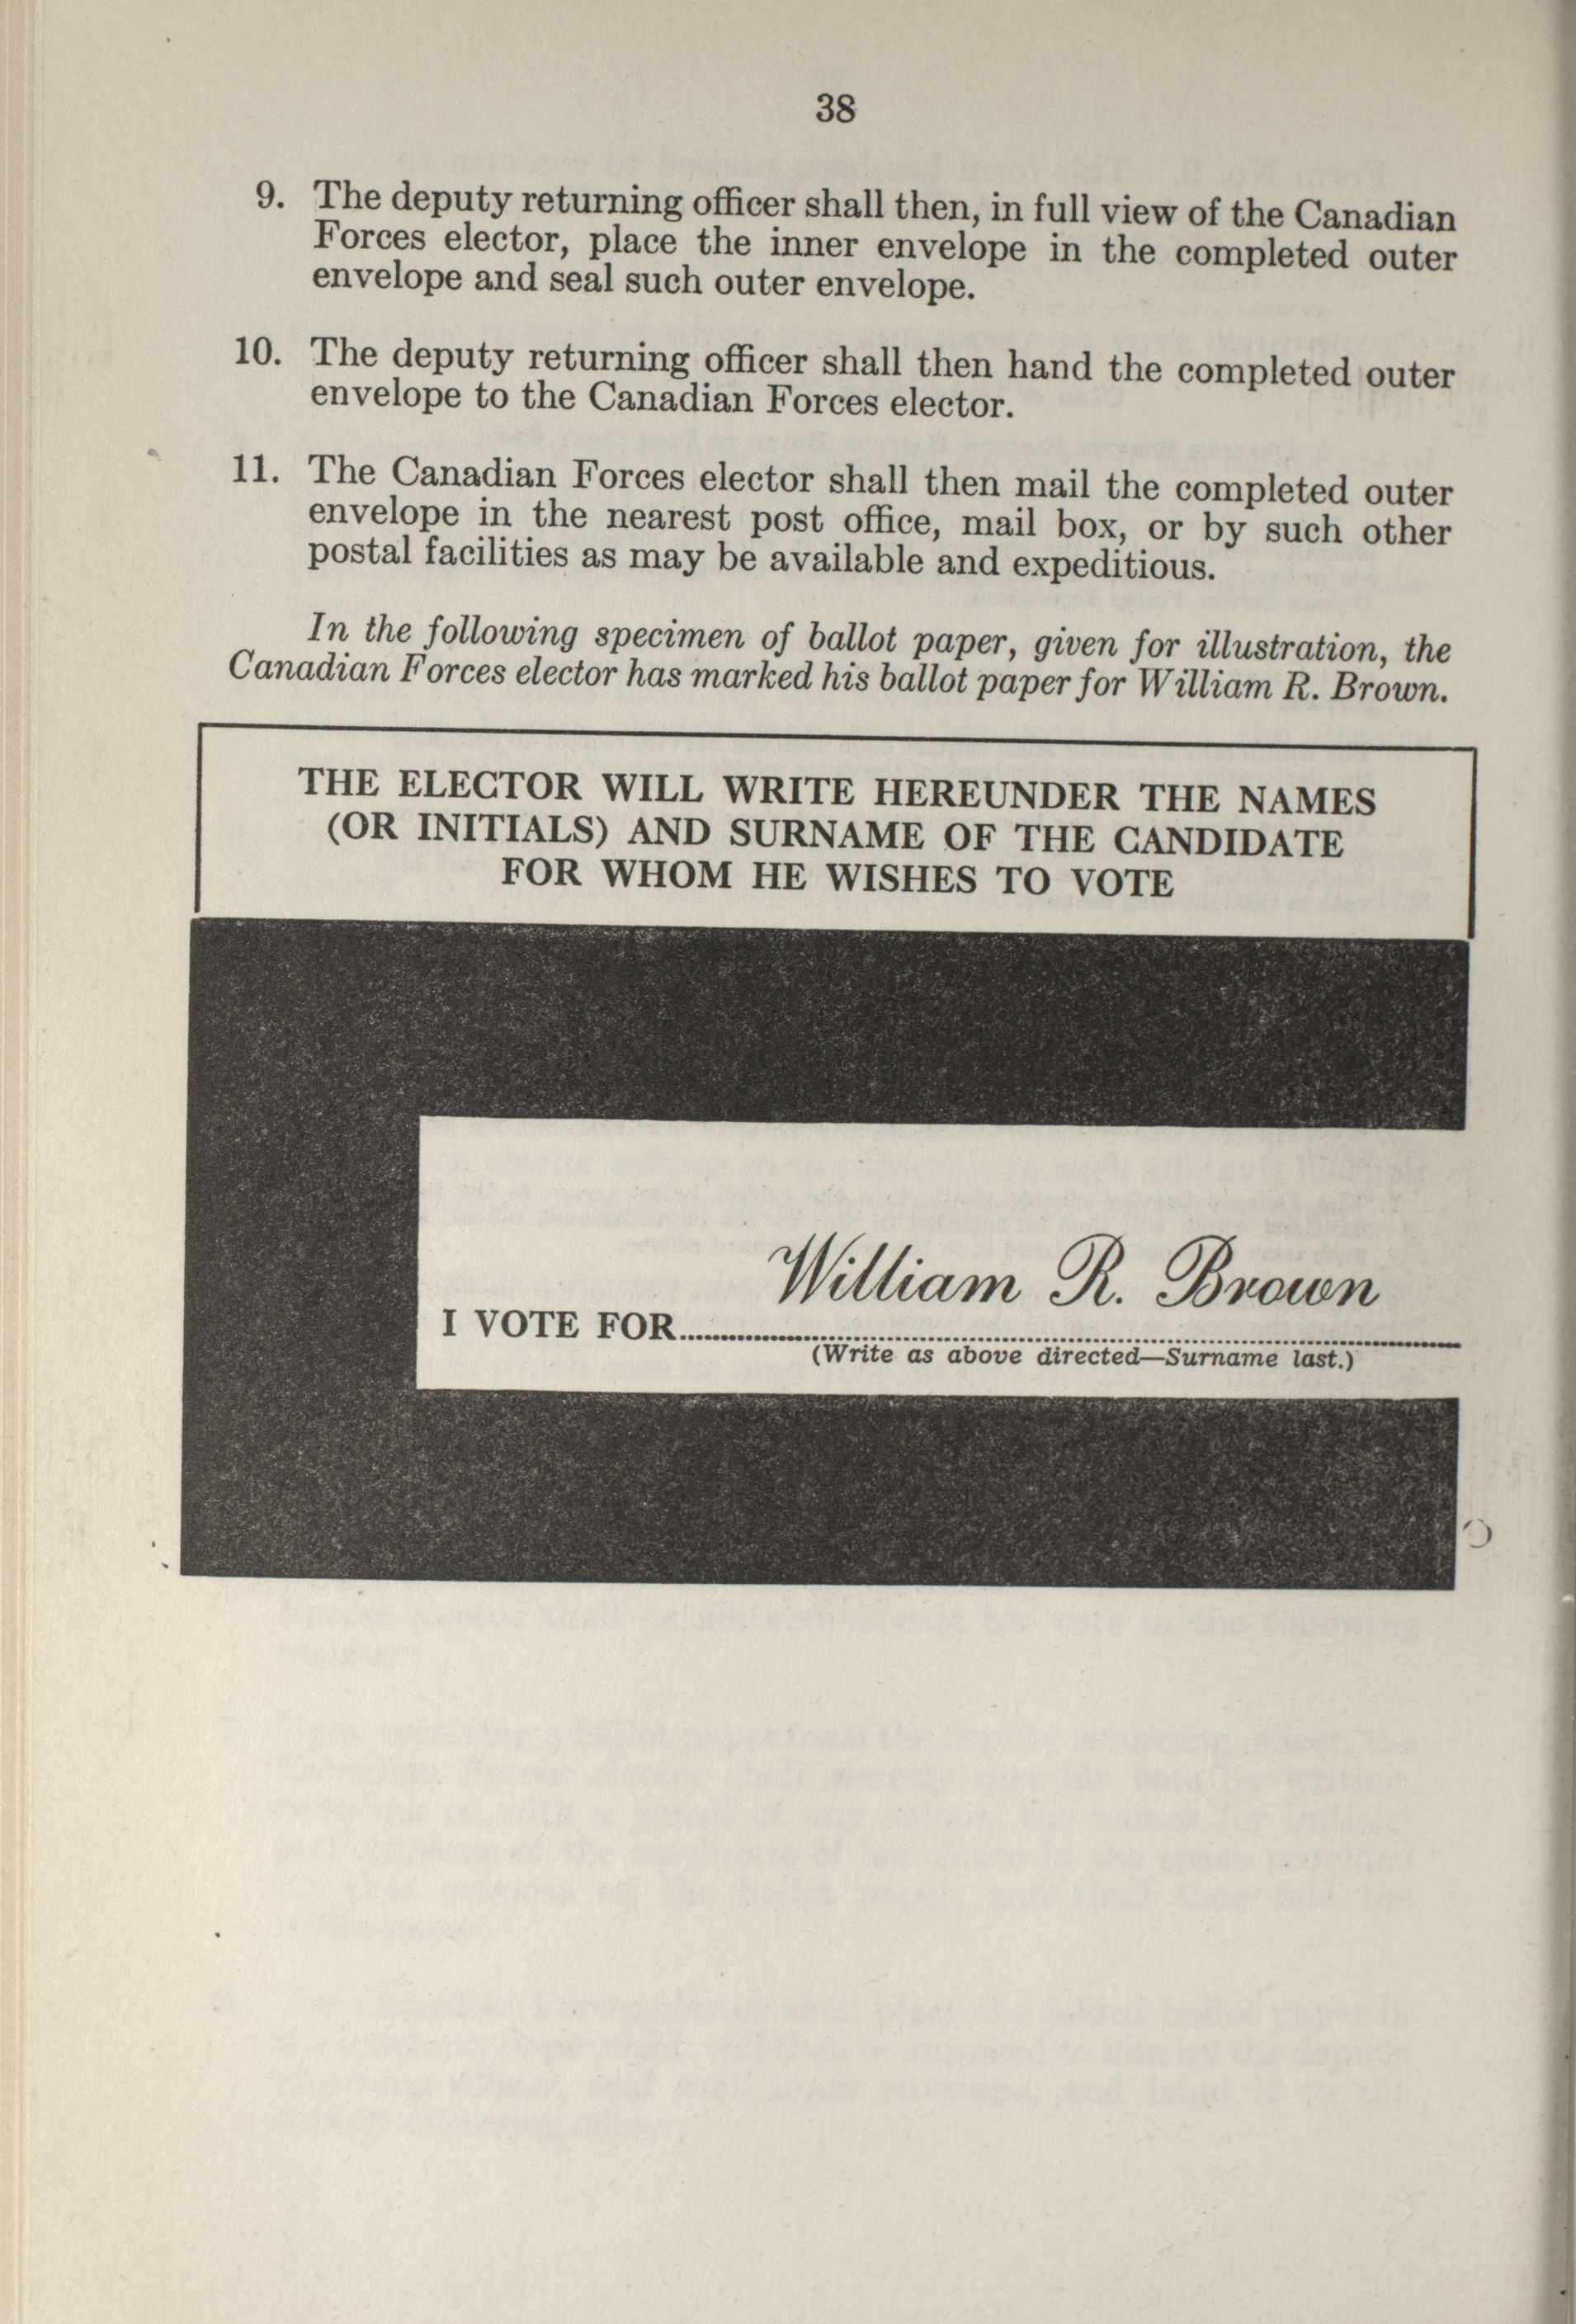 38
9. The deputy returning officer shall then, in full view of the Canadian
Forces elector, place the inner envelope in the completed outer
envelope and seal such outer envelope.
10. The deputy returning officer shall then hand the completed outer
envelope to the Canadian Forces elector.
11. The Canadian Forces elector shall then mail the completed outer
envelope in the nearest post office, mail box, or by such other
postal facilities as may be available and expeditious.
In the following specimen of ballot paper, given for illustration, the
Canadian Forces elector has marked his ballot paper for William R. Brown.
THE ELECTOR WILL WRITE HEREUNDER THE NAMES
(OR INITIALS) AND SURNAME OF THE CANDIDATE
FOR WHOM HE WISHES TO VOTE
William R. Brown
I VOTE FOR
(Write as above directed—Surname last.)